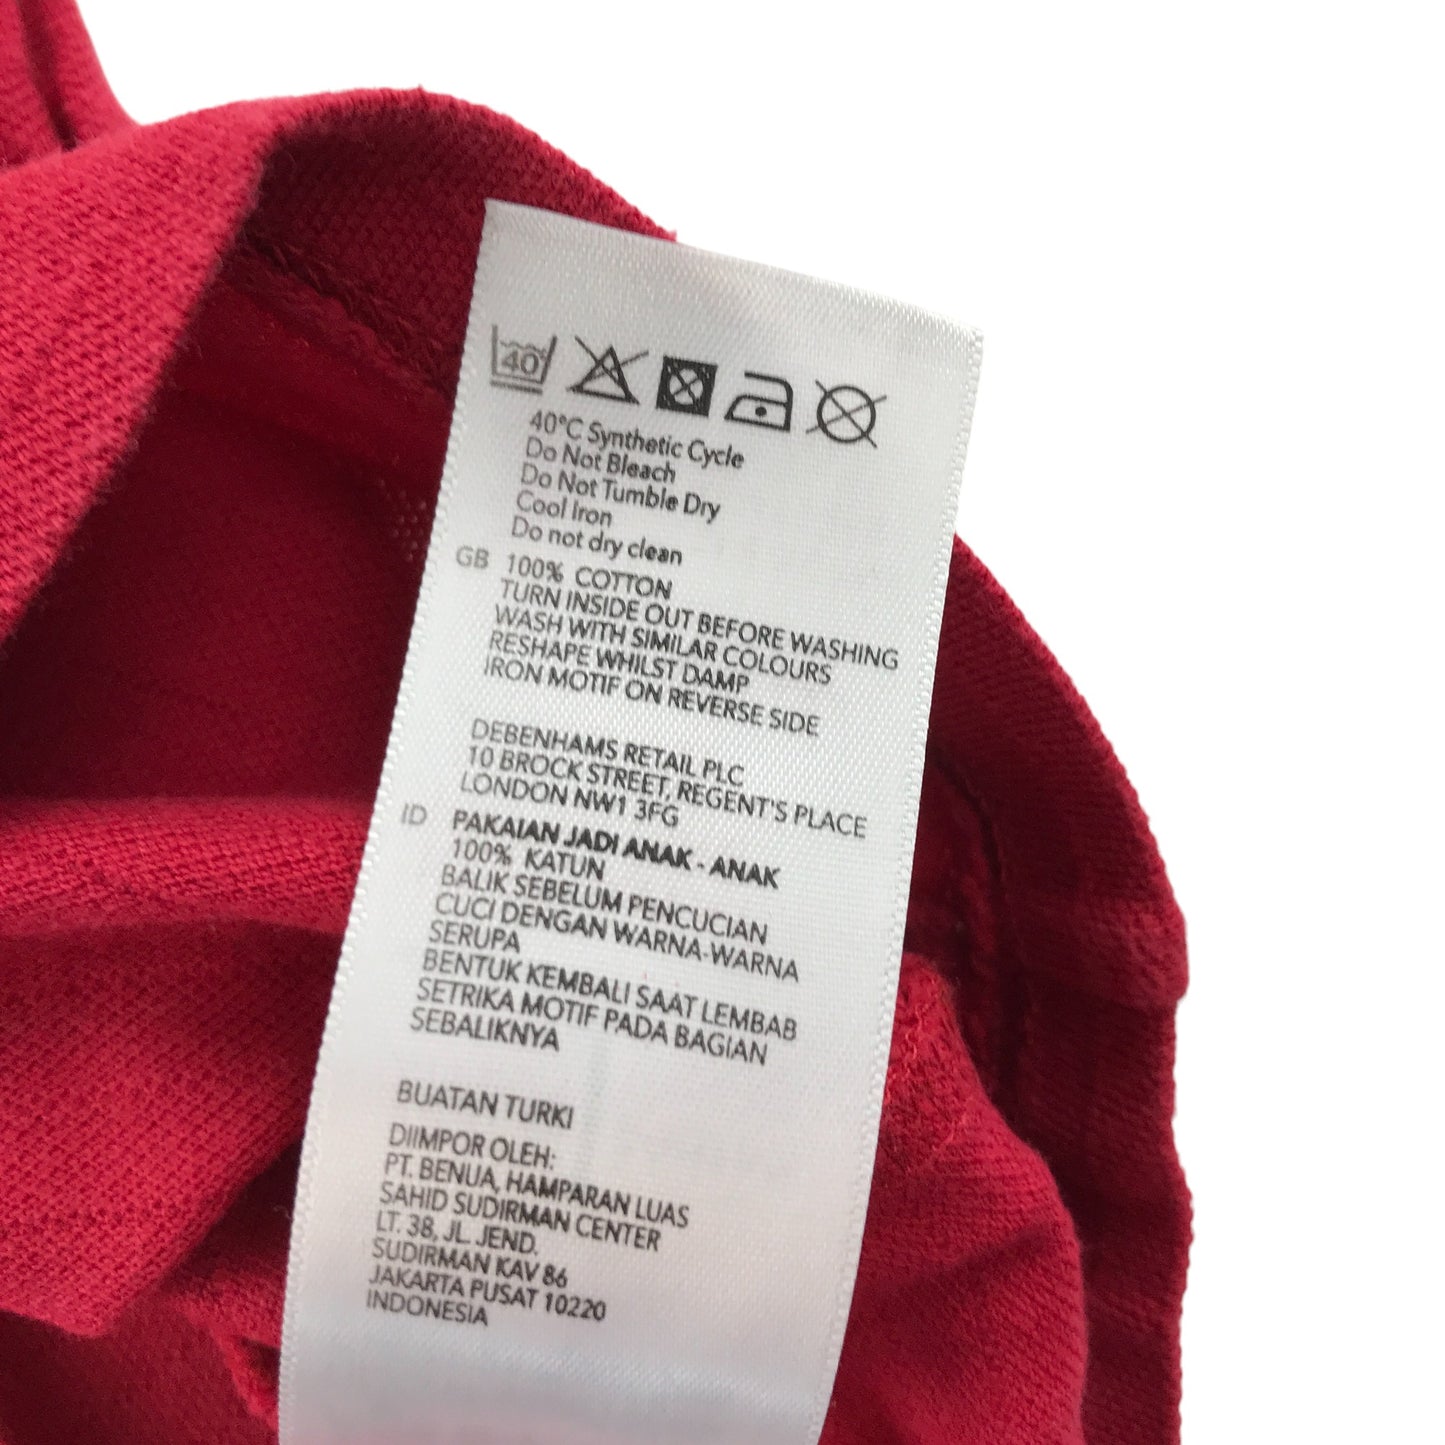 40
40°C Synthetic Cycle
Do Not Bleach
Do Not Tumble Dry
Cool Iron
Do not dry clean
GB 100% COTTON
TURN INSIDE OUT BEFORE WASHING
WASH WITH SIMILAR COLOURS
RESHAPE WHILST DAMP
IRON MOTIF ON REVERSE SIDE
DEBENHAMS RETAIL PLC
10 BROCK STREET, REGENT'S PLACE
LONDON NW1 3FG
ID PAKAIAN JADI ANAK - ANAK
100% KATUN
BALIK SEBELUM PENCUCIAN
CUCI DENGAN WARNA-WARNA
SERUPA
BENTUK KEMBALI SAAT LEMBAB
SETRIKA MOTIF PADA BAGIAN
SEBALIKNYA
BUATAN TURKI
DIIMPOR OLEH:
PT. BENUA, HAMPARAN LUAS
SAHID SUDIRMAN CENTER
LT. 38, JL. JEND.
SUDIRMAN KAV 86
JAKARTA PUSAT 10220
INDONESIA